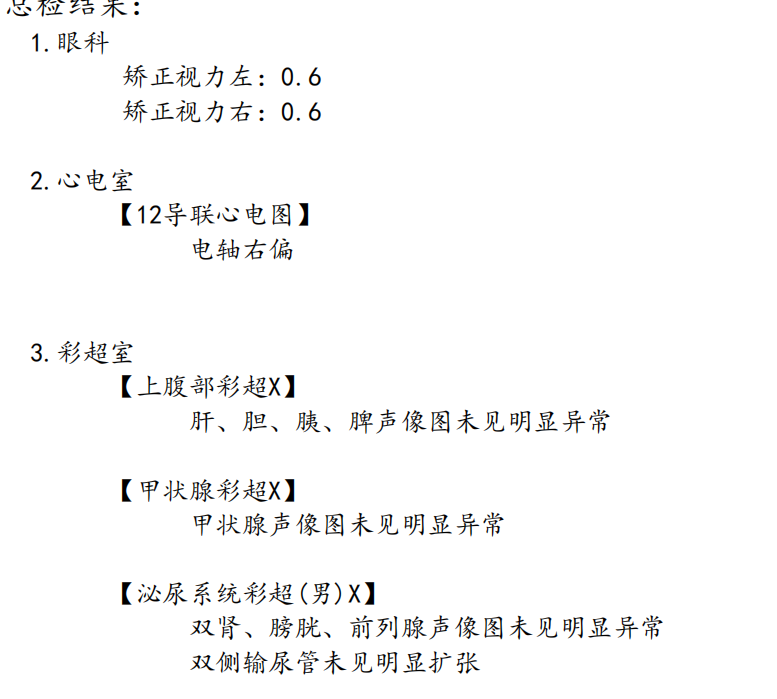 总检结果：
1.眼科
矫正视力左：0.6
矫正视力右：0.6
2.心电室
【12导联心电图】
电轴右偏
3.彩超室
【上腹部彩超X】
肝、胆、胰、脾声像图未见明显异常
【甲状腺彩超X】
甲状腺声像图未见明显异常
【泌尿系统彩超(男)X】
双肾、膀胱、前列腺声像图未见明显异常
双侧输尿管未见明显扩张